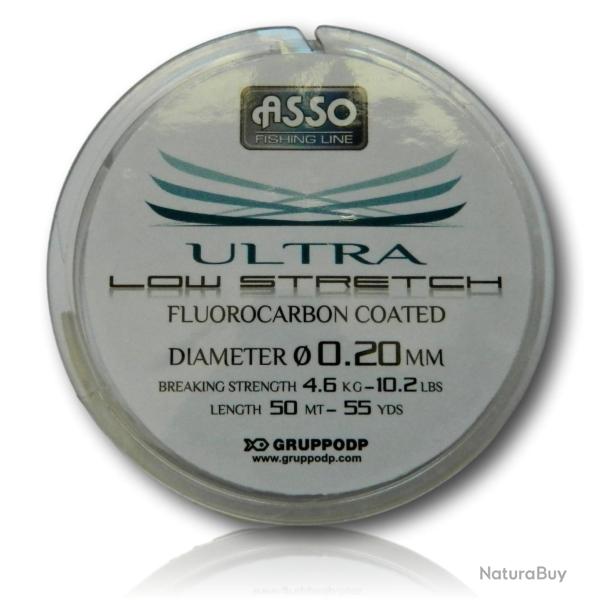 ASSO
FISHING LINE
ULTRA
LOW STRETCH
FLUOROCARBON COATED
DIAMETER Ø 0.20 MM
BREAKING STRENGTH 4.6 KG-10.2 LBS
LENGTH 50 MT- 55 YDS
GRUPPODP
www.gruppodp.com
NaturaBuy